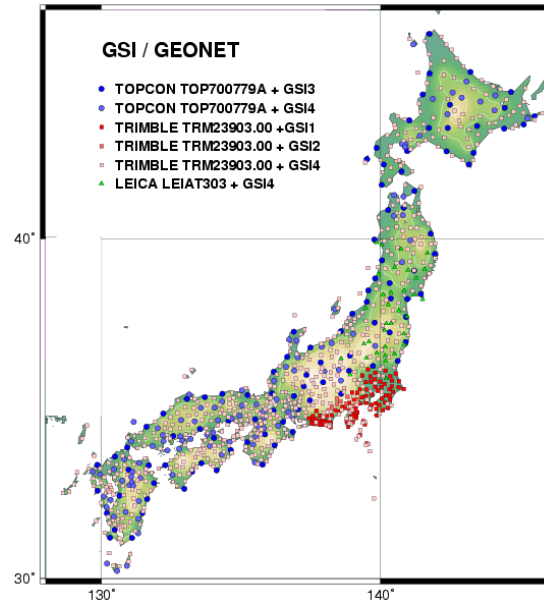 GSI / GEONET
TOPCON TOP700779A + GSI3
TOPCON TOP700779A + GSI4
TRIMBLE TRM23903.00 +GSI1
TRIMBLE TRM23903.00 + GSI2
TRIMBLE TRM23903.00 + GSI4
LEICA LEIAT303 + GSI4
40˚
30˚
130˚
140˚